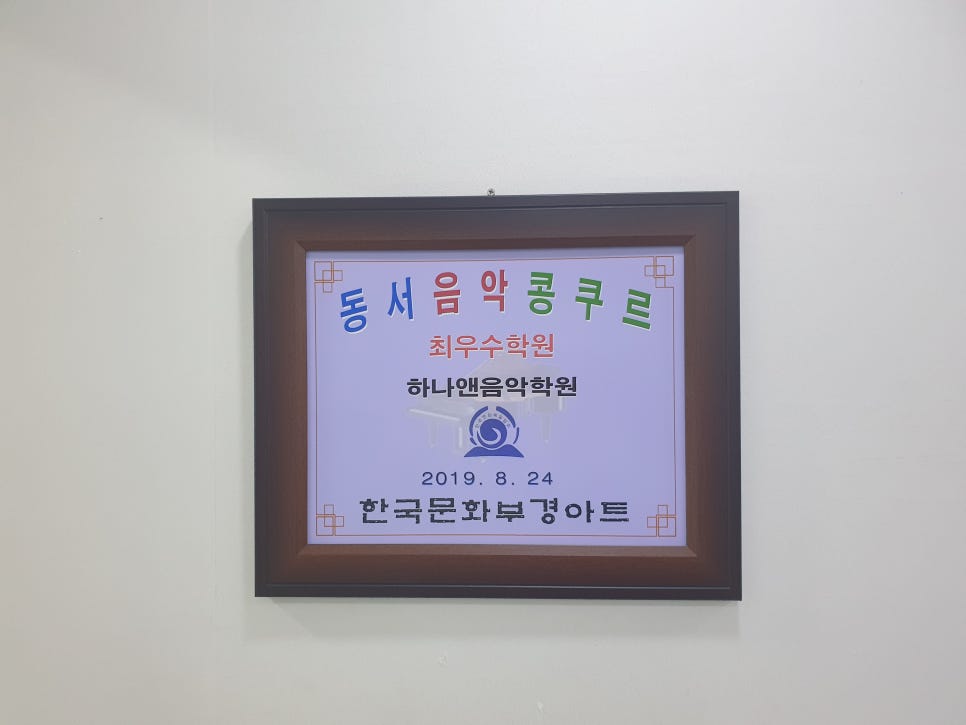 동서음악콩쿠르
최우수학원
하나앤음악학원
2019. 8. 24
한국문화부경아트